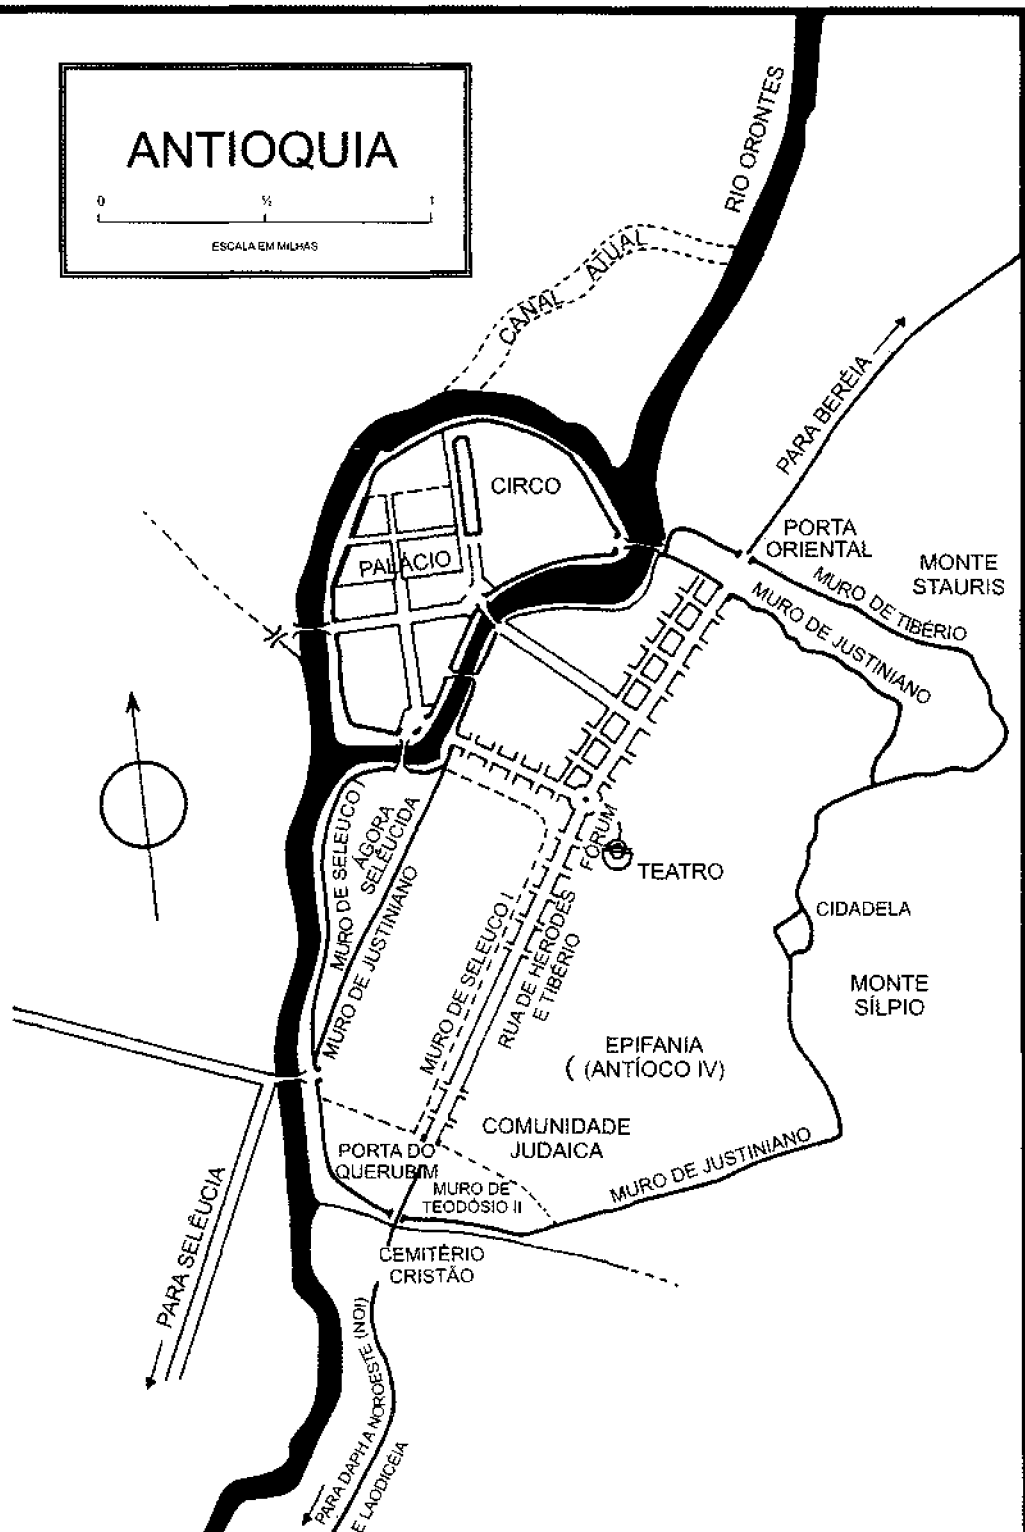 ANTIOQUIA
0 ½ 1
ESCALA EM MILHAS
RIO ORONTES
CANAL ATUAL
PARA BERÉIA
CIRCO
PALÁCIO
PORTA
ORIENTAL
MONTE
STAURIS
MURO DE TIBÉRIO
MURO DE JUSTINIANO
MURO DE SELEUCO I
ÁGORA
SELÊUCIDA
MURO DE JUSTINIANO
FÓRUM
TEATRO
CIDADELA
MURO DE SELEUCO I
RUA DE HERODES
E TIBÉRIO
MONTE
SÍLPIO
EPIFANIA
(ANTÍOCO IV)
COMUNIDADE
JUDAICA
PORTA DO
QUERUBIM
MURO DE
TEODÓSIO II
MURO DE JUSTINIANO
CEMITÉRIO
CRISTÃO
PARA SELÊUCIA
PARA DAPHA NOROESTE (NOI)
E LAODICÉIA